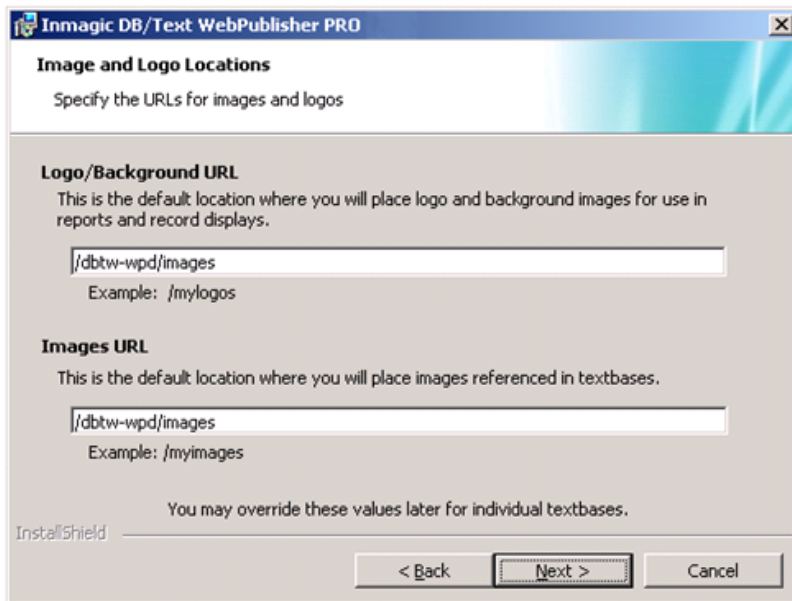 Inmagic DB/Text WebPublisher PRO
Image and Logo Locations
Specify the URLs for images and logos
Logo/Background URL
This is the default location where you will place logo and background images for use in
reports and record displays.
/dbtw-wpd/images
Example: /mylogos
Images URL
This is the default location where you will place images referenced in textbases.
/dbtw-wpd/images
Example: /myimages
You may override these values later for individual textbases.
InstallShield
< Back
Next >
Cancel